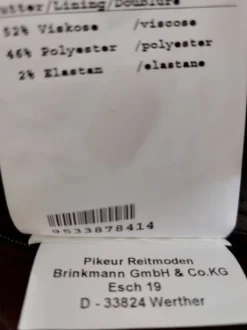 utter/Lining/Doublure
52% Viskose /viscose
46% Polyester /polyester
2% Elastan /elastane
9533878414
Pikeur Reitmoden
Brinkmann GmbH & Co.KG
Esch 19
D - 33824 Werther